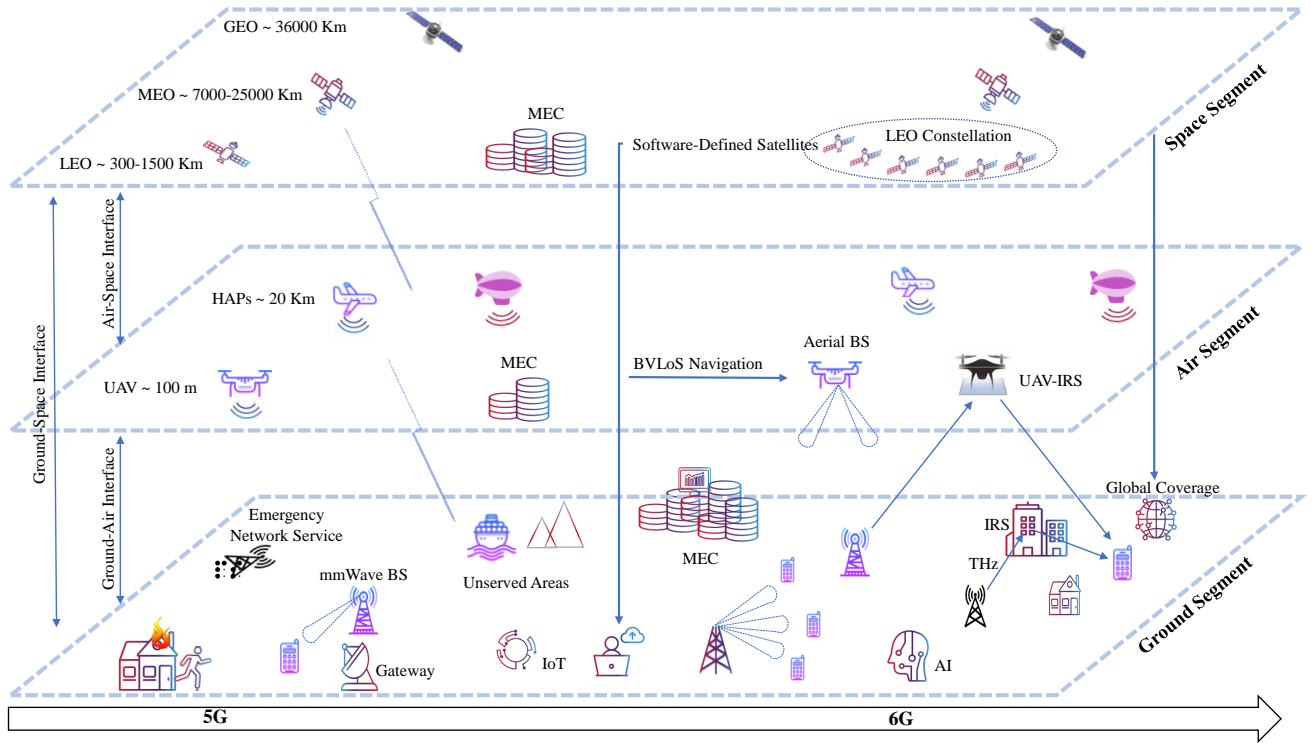 GEO ~ 36000 Km
MEO ~ 7000-25000 Km
MEC
LEO ~ 300-1500 Km
Software-Defined Satellites
LEO Constellation
Space Segment
Ground-Space Interface
Air-Space Interface
HAPs ~ 20 Km
UAV ~ 100 m
MEC
BVLoS Navigation
Aerial BS
UAV-IRS
Air Segment
Ground-Air Interface
Emergency
Network Service
mmWave BS
Unserved Areas
MEC
IRS
THz
Global Coverage
Gateway
IoT
AI
Ground Segment
5G
6G